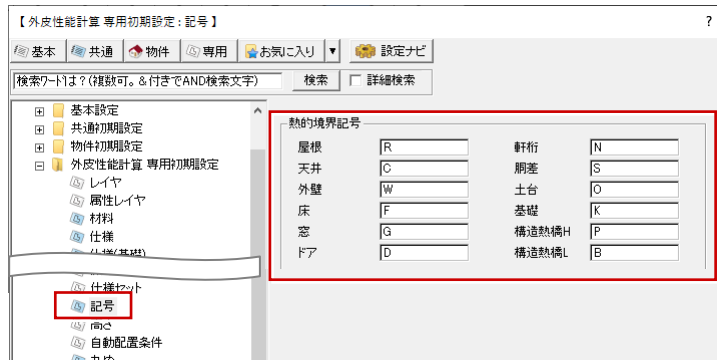 【 外皮性能計算 専用初期設定 : 記号 】 ?
基本 共通 物件 専用 お気に入り ▼ 設定ナビ
検索ワードは?(複数可。&付きでAND検索文字) 検索 詳細検索
基本設定
共通初期設定
物件初期設定
外皮性能計算 専用初期設定
レイヤ
属性レイヤ
材料
仕様
仕様(基礎)
仕様セット
記号
高さ
自動配置条件
丸め
熱的境界記号
屋根 R 軒桁 N
天井 C 胴差 S
外壁 W 土台 O
床 F 基礎 K
窓 G 構造熱橋H P
ドア D 構造熱橋L B